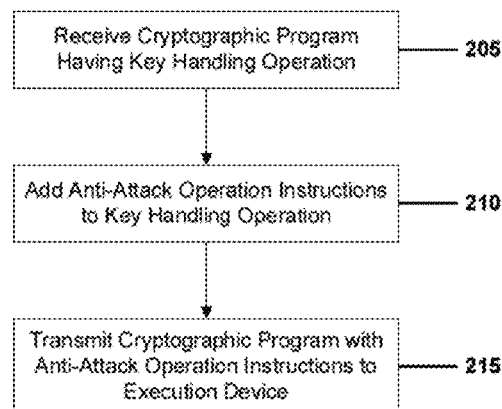 Receive Cryptographic Program
Having Key Handling Operation
205
Add Anti-Attack Operation Instructions
to Key Handling Operation
210
Transmit Cryptographic Program with
Anti-Attack Operation Instructions to
Execution Device
215